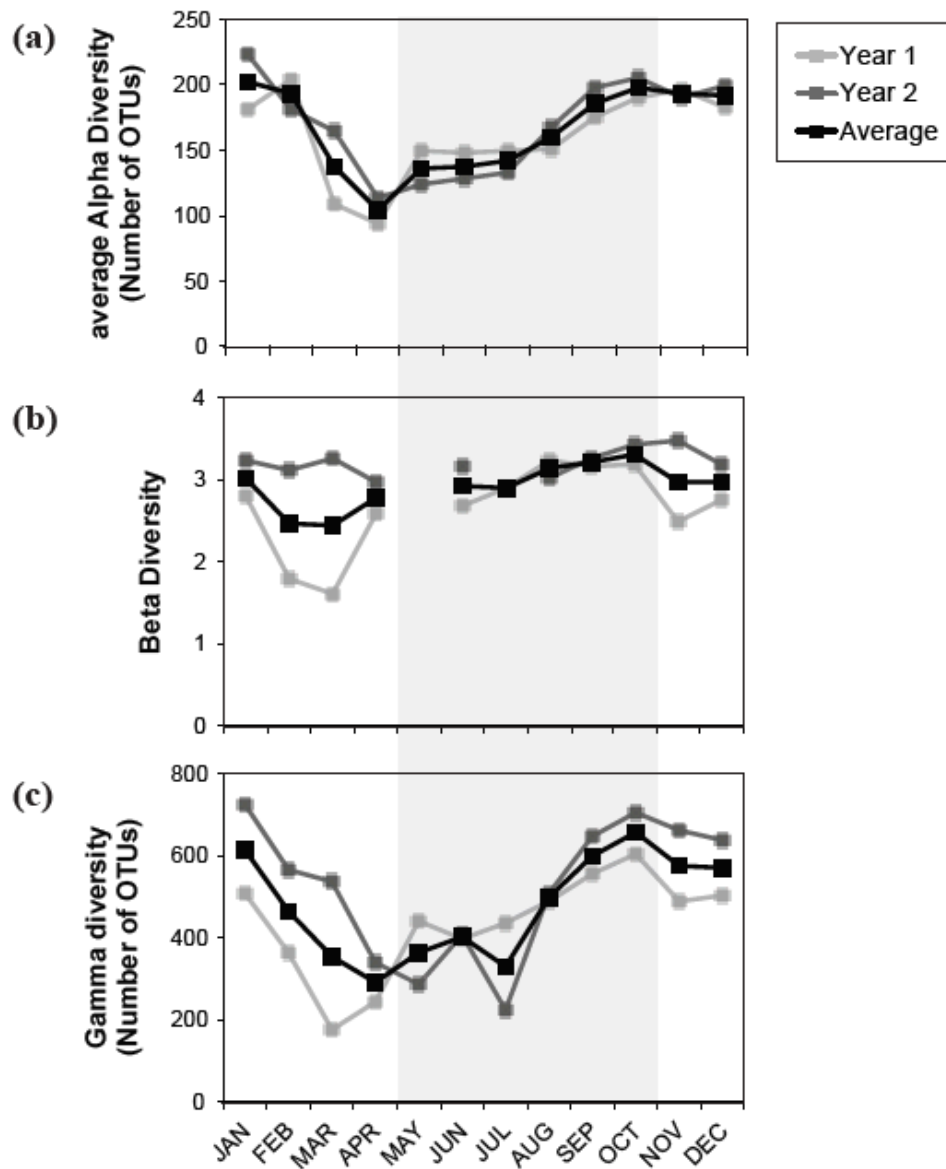 (a)
average Alpha Diversity
(Number of OTUs)
250
200
150
100
50
0
Year 1
Year 2
Average
(b)
Beta Diversity
4
3
2
1
0
(c)
Gamma diversity
(Number of OTUs)
800
600
400
200
0
JAN FEB MAR APR MAY JUN JUL AUG SEP OCT NOV DEC